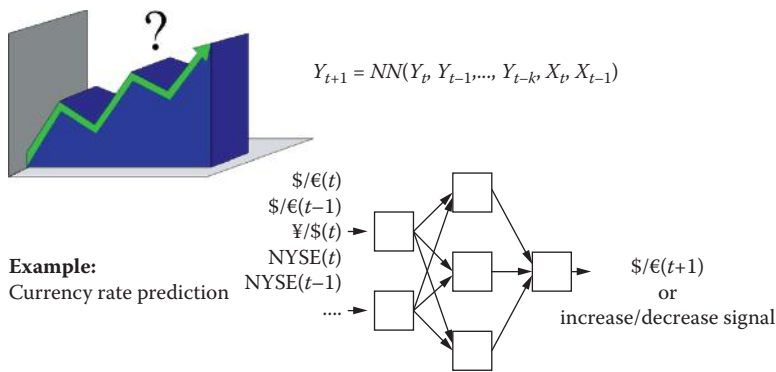 ?
Y_{t+1} = NN(Y_t, Y_{t–1},..., Y_{t–k}, X_t, X_{t–1})
$/€(t)
$/€(t–1)
¥/$(t)
NYSE(t)
NYSE(t–1)
....
Example:
Currency rate prediction
$/€(t+1)
or
increase/decrease signal